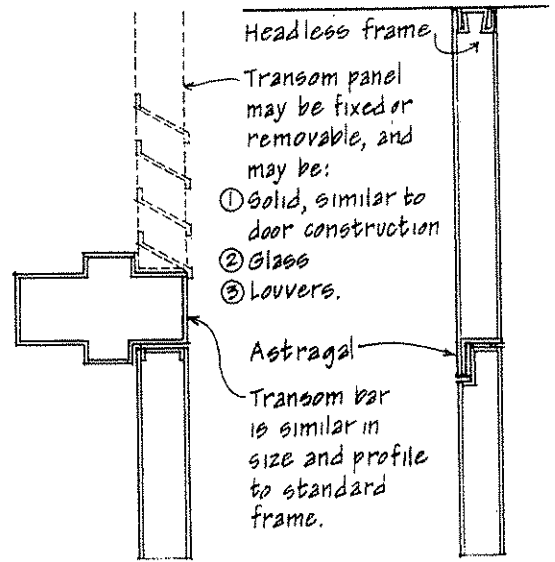 Headless frame
Transom panel
may be fixed or
removable, and
may be:
① Solid, similar to
door construction
② Glass
③ Louvers.
Astragal
Transom bar
is similar in
size and profile
to standard
frame.